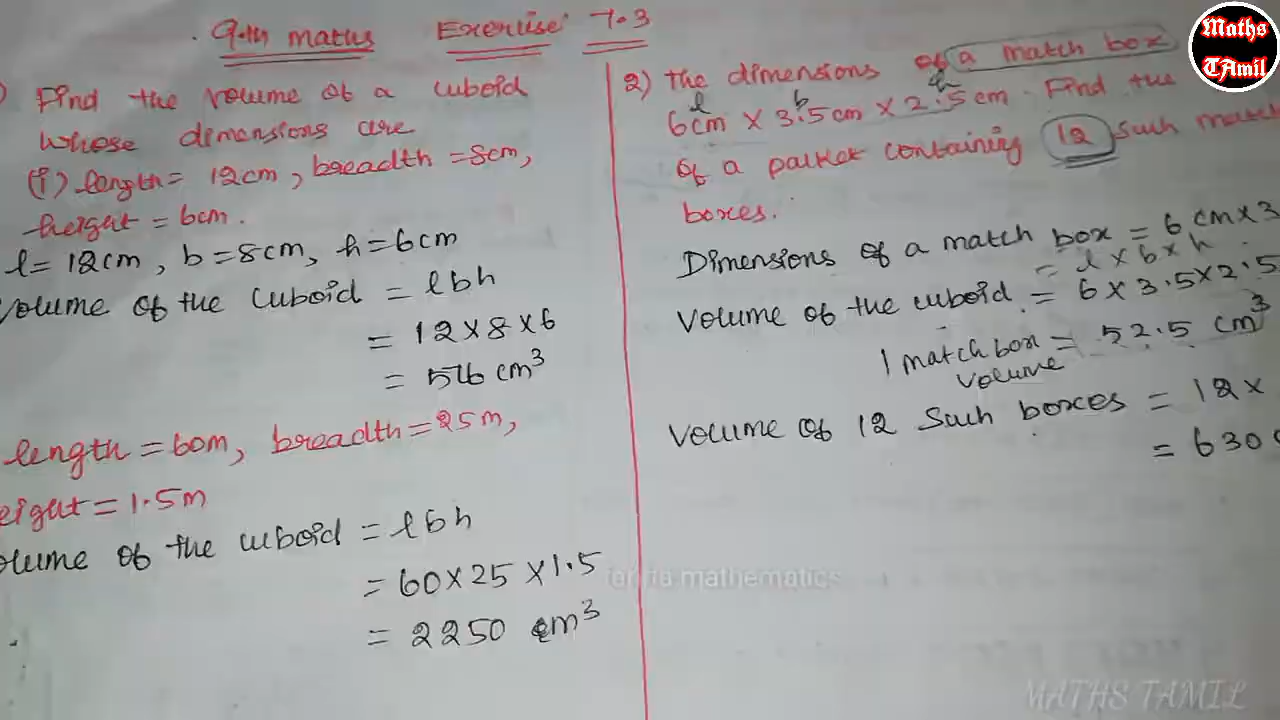 9th maths Exercise 7.3
Maths
TAmil
Find the volume of a cuboid
whose dimensions are
(i) length = 12cm, breadth = 8cm,
height = 6cm.
l = 12cm, b = 8cm, h = 6cm
volume of the cuboid = lbh
= 12 × 8 × 6
= 576 cm³
length = 60m, breadth = 25m,
eight = 1.5m
olume of the cuboid = lbh
= 60 × 25 × 1.5
= 2250 m³
2) The dimensions of a match box
l b h
6cm × 3.5cm × 2.5cm. Find the
of a packet containing 12 such match
boxes.
Dimensions of a match box = 6 cm × 3
= l × b × h
volume of the cuboid = 6 × 3.5 × 2.5
1 match box = 52.5 cm³
volume
volume of 12 Such boxes = 12 ×
= 630
mathematics
MATHS TAMIL